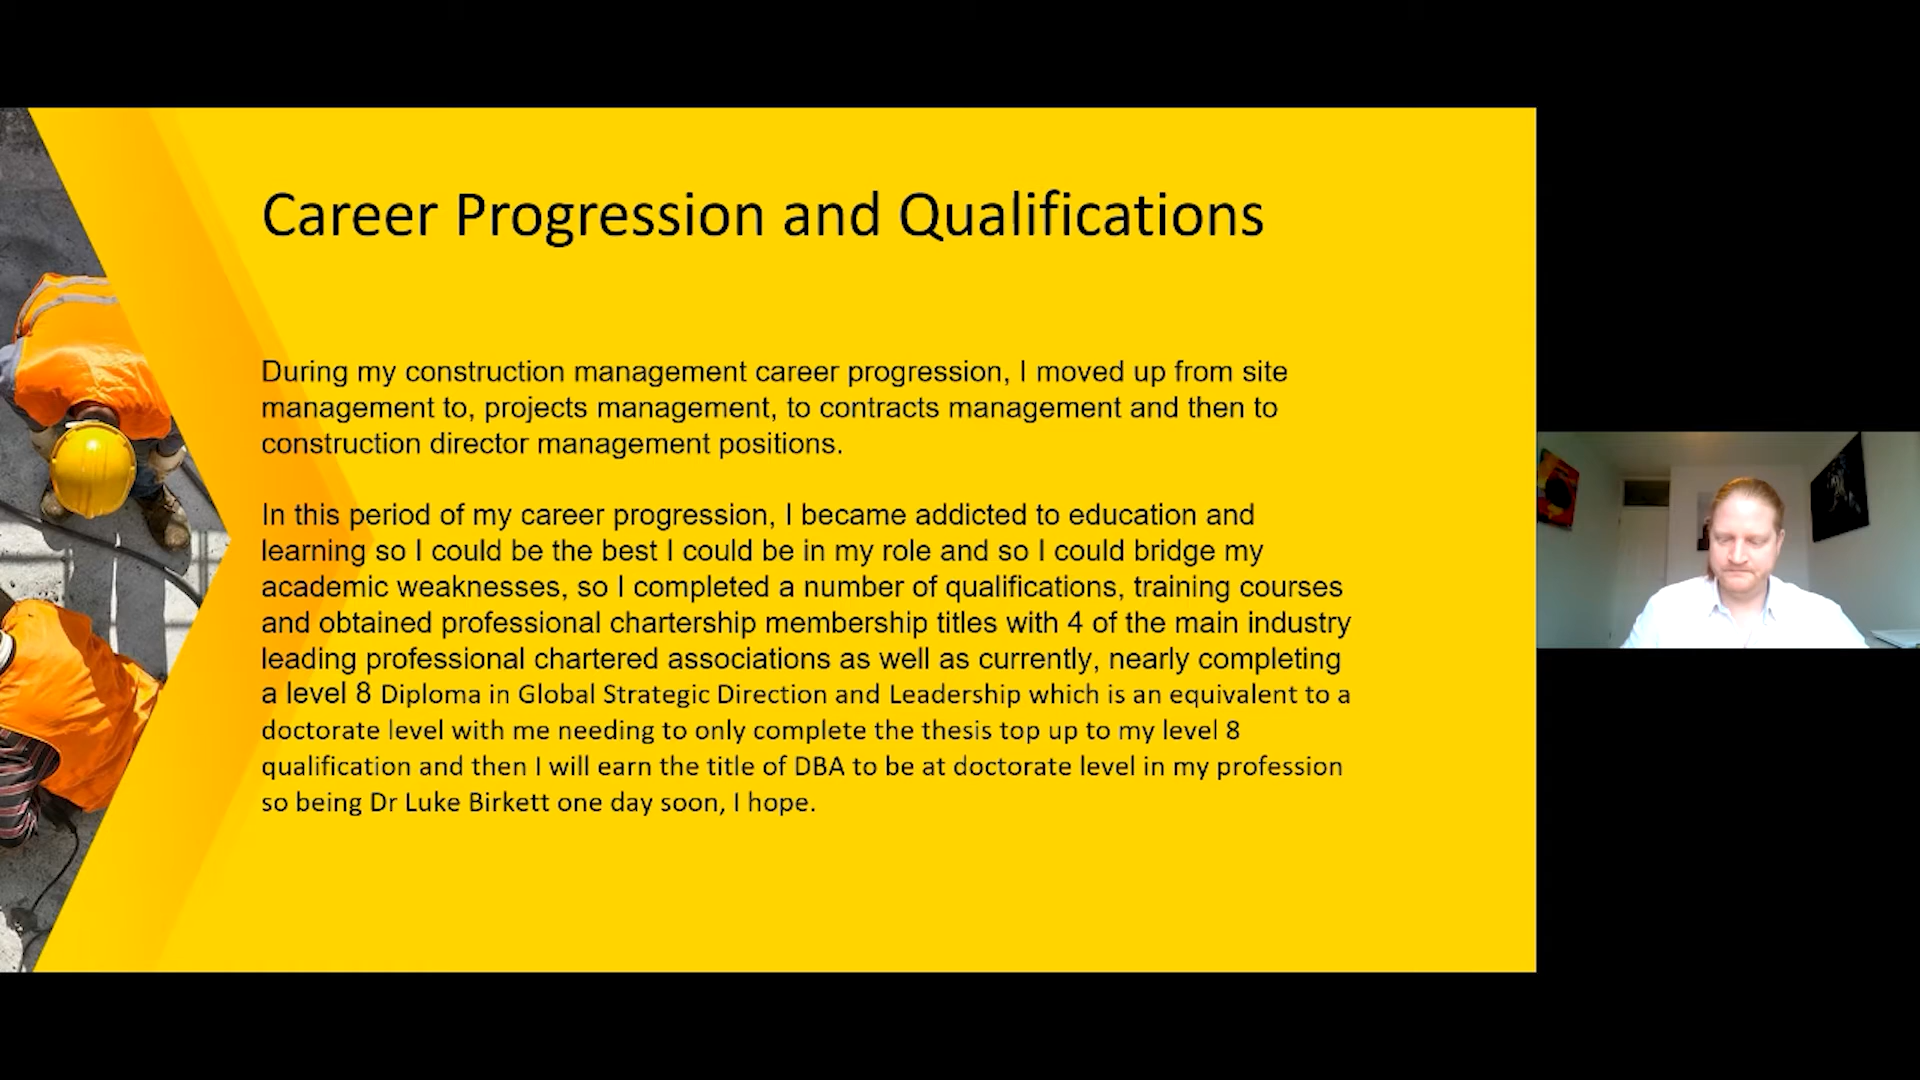 Career Progression and Qualifications
During my construction management career progression, I moved up from site
management to, projects management, to contracts management and then to
construction director management positions.
In this period of my career progression, I became addicted to education and
learning so I could be the best I could be in my role and so I could bridge my
academic weaknesses, so I completed a number of qualifications, training courses
and obtained professional chartership membership titles with 4 of the main industry
leading professional chartered associations as well as currently, nearly completing
a level 8 Diploma in Global Strategic Direction and Leadership which is an equivalent to a
doctorate level with me needing to only complete the thesis top up to my level 8
qualification and then I will earn the title of DBA to be at doctorate level in my profession
so being Dr Luke Birkett one day soon, I hope.